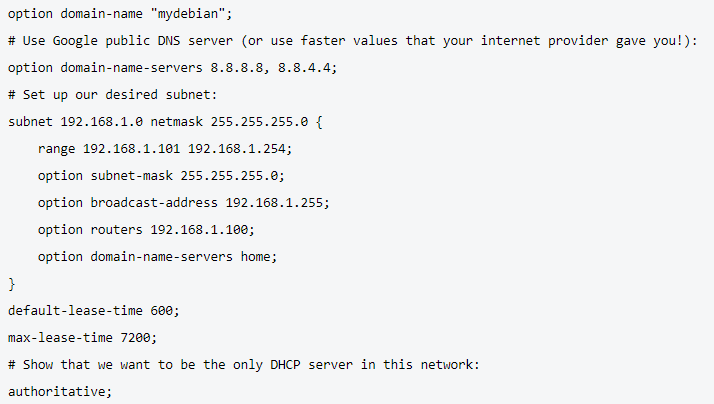 option domain-name "mydebian";
# Use Google public DNS server (or use faster values that your internet provider gave you!):
option domain-name-servers 8.8.8.8, 8.8.4.4;
# Set up our desired subnet:
subnet 192.168.1.0 netmask 255.255.255.0 {
    range 192.168.1.101 192.168.1.254;
    option subnet-mask 255.255.255.0;
    option broadcast-address 192.168.1.255;
    option routers 192.168.1.100;
    option domain-name-servers home;
}
default-lease-time 600;
max-lease-time 7200;
# Show that we want to be the only DHCP server in this network:
authoritative;